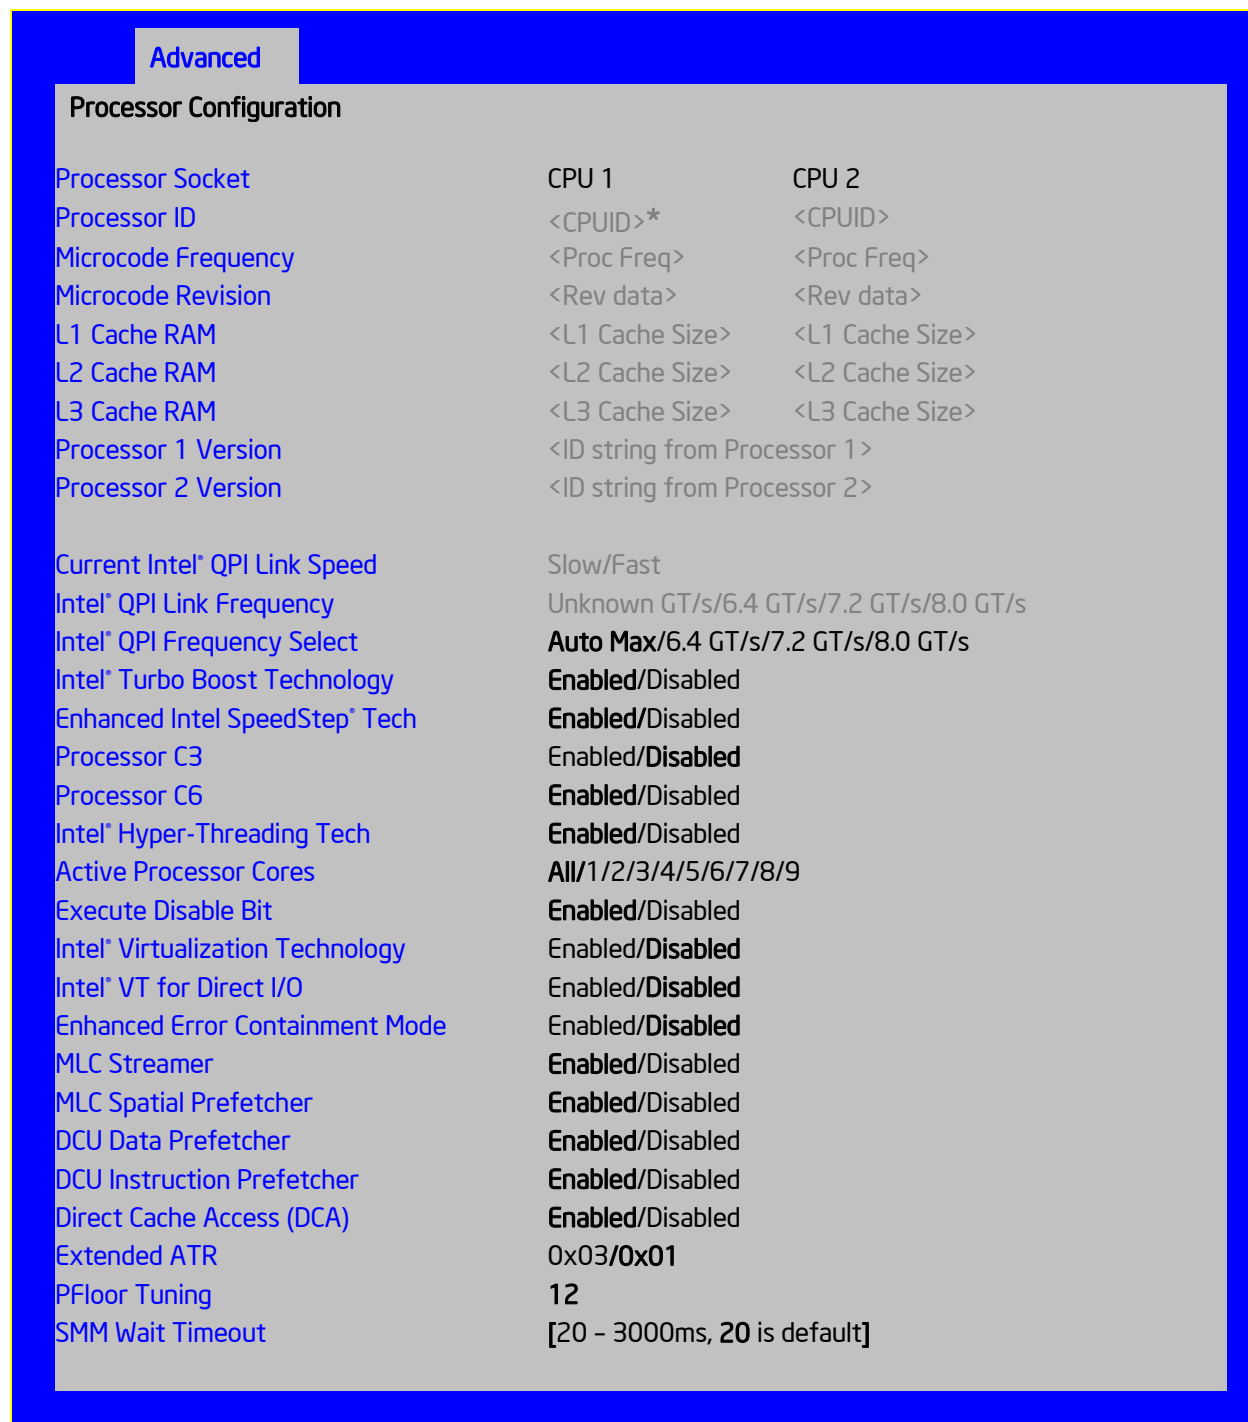 Advanced
Processor Configuration
Processor Socket CPU 1 CPU 2
Processor ID <CPUID>* <CPUID>
Microcode Frequency <Proc Freq> <Proc Freq>
Microcode Revision <Rev data> <Rev data>
L1 Cache RAM <L1 Cache Size> <L1 Cache Size>
L2 Cache RAM <L2 Cache Size> <L2 Cache Size>
L3 Cache RAM <L3 Cache Size> <L3 Cache Size>
Processor 1 Version <ID string from Processor 1>
Processor 2 Version <ID string from Processor 2>
Current Intel® QPI Link Speed Slow/Fast
Intel® QPI Link Frequency Unknown GT/s/6.4 GT/s/7.2 GT/s/8.0 GT/s
Intel® QPI Frequency Select Auto Max/6.4 GT/s/7.2 GT/s/8.0 GT/s
Intel® Turbo Boost Technology Enabled/Disabled
Enhanced Intel SpeedStep® Tech Enabled/Disabled
Processor C3 Enabled/Disabled
Processor C6 Enabled/Disabled
Intel® Hyper-Threading Tech Enabled/Disabled
Active Processor Cores All/1/2/3/4/5/6/7/8/9
Execute Disable Bit Enabled/Disabled
Intel® Virtualization Technology Enabled/Disabled
Intel® VT for Direct I/O Enabled/Disabled
Enhanced Error Containment Mode Enabled/Disabled
MLC Streamer Enabled/Disabled
MLC Spatial Prefetcher Enabled/Disabled
DCU Data Prefetcher Enabled/Disabled
DCU Instruction Prefetcher Enabled/Disabled
Direct Cache Access (DCA) Enabled/Disabled
Extended ATR 0x03/0x01
PFloor Tuning 12
SMM Wait Timeout [20 – 3000ms, 20 is default]